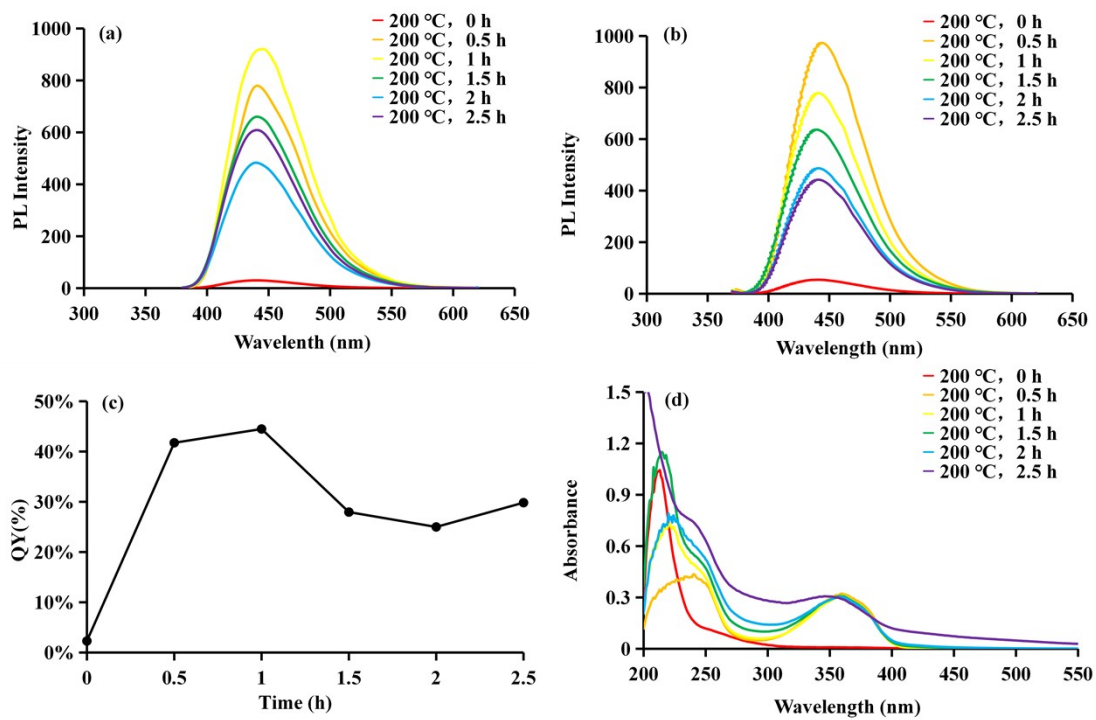 (a)
200 ℃，0 h
200 ℃，0.5 h
200 ℃，1 h
200 ℃，1.5 h
200 ℃，2 h
200 ℃，2.5 h
1000
800
600
400
200
0
PL Intensity
300 350 400 450 500 550 600 650
Wavelenth (nm)
(b)
200 ℃，0 h
200 ℃，0.5 h
200 ℃，1 h
200 ℃，1.5 h
200 ℃，2 h
200 ℃，2.5 h
1000
800
600
400
200
0
PL Intensity
300 350 400 450 500 550 600 650
Wavelength (nm)
(c)
50%
40%
30%
20%
10%
0%
QY(%)
0 0.5 1 1.5 2 2.5
Time (h)
(d)
200 ℃，0 h
200 ℃，0.5 h
200 ℃，1 h
200 ℃，1.5 h
200 ℃，2 h
200 ℃，2.5 h
1.5
1.2
0.9
0.6
0.3
0
Absorbance
200 250 300 350 400 450 500 550
Wavelength (nm)